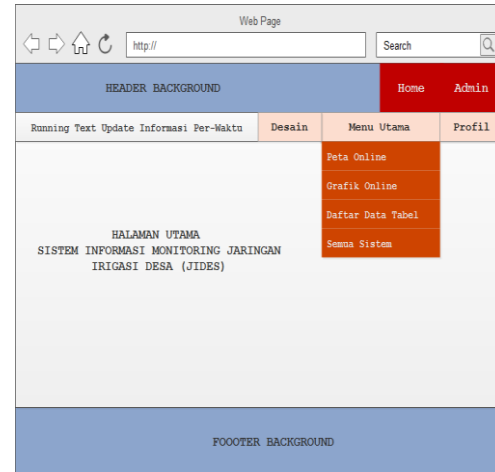 Web Page
http://
Search
HEADER BACKGROUND
Home
Admin
Running Text Update Informasi Per-Waktu
Desain
Menu Utama
Profil
Peta Online
Grafik Online
Daftar Data Tabel
Semua Sistem
HALAMAN UTAMA
SISTEM INFORMASI MONITORING JARINGAN
IRIGASI DESA (JIDES)
FOOOTER BACKGROUND